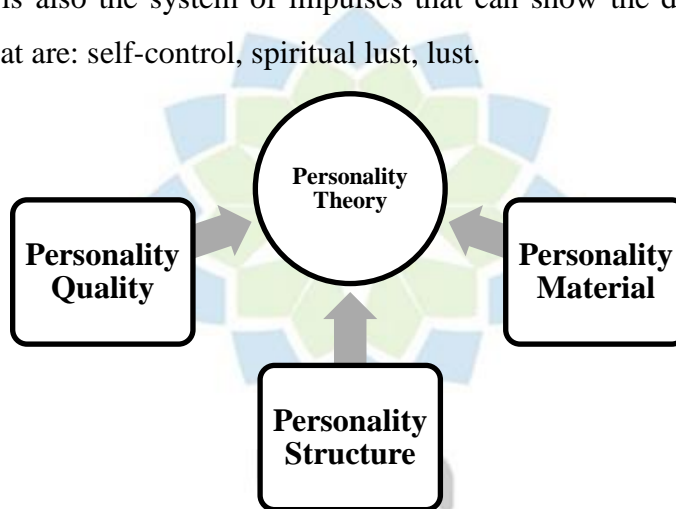 is also the system of impulses that can show the d
at are: self-control, spiritual lust, lust.
Personality
Theory
Personality
Quality
Personality
Material
Personality
Structure